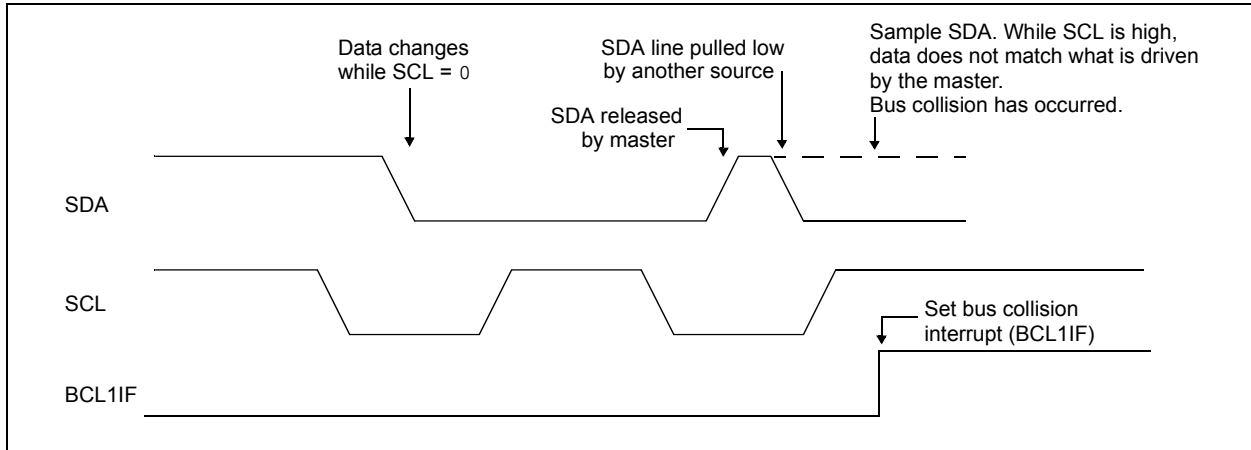 Data changes
while SCL = 0
SDA line pulled low
by another source
Sample SDA. While SCL is high,
data does not match what is driven
by the master.
Bus collision has occurred.
SDA released
by master
SDA
SCL
Set bus collision
interrupt (BCL1IF)
BCL1IF